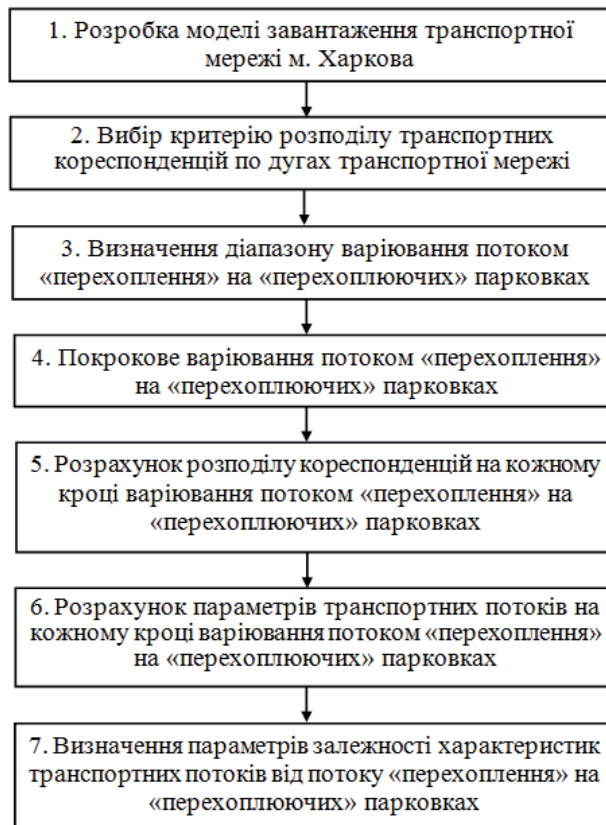 1. Розробка моделі завантаження транспортної
мережі м. Харкова
2. Вибір критерію розподілу транспортних
кореспонденцій по дугах транспортної мережі
3. Визначення діапазону варіювання потоком
«перехоплення» на «перехоплюючих» парковках
4. Покрокове варіювання потоком «перехоплення»
на «перехоплюючих» парковках
5. Розрахунок розподілу кореспонденцій на кожному
кроці варіювання потоком «перехоплення» на
«перехоплюючих» парковках
6. Розрахунок параметрів транспортних потоків на
кожному кроці варіювання потоком «перехоплення»
на «перехоплюючих» парковках
7. Визначення параметрів залежності характеристик
транспортних потоків від потоку «перехоплення» на
«перехоплюючих» парковках